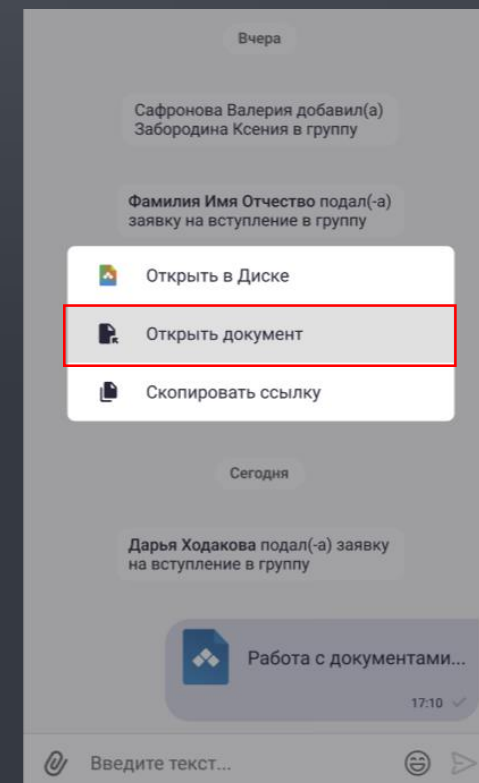 Вчера
Сафронова Валерия добавил(а)
Забородина Ксения в группу
Фамилия Имя Отчество подал(-а)
заявку на вступление в группу
Открыть в Диске
Открыть документ
Скопировать ссылку
Сегодня
Дарья Ходакова подал(-а) заявку
на вступление в группу
Работа с документами...
17:10
Введите текст...